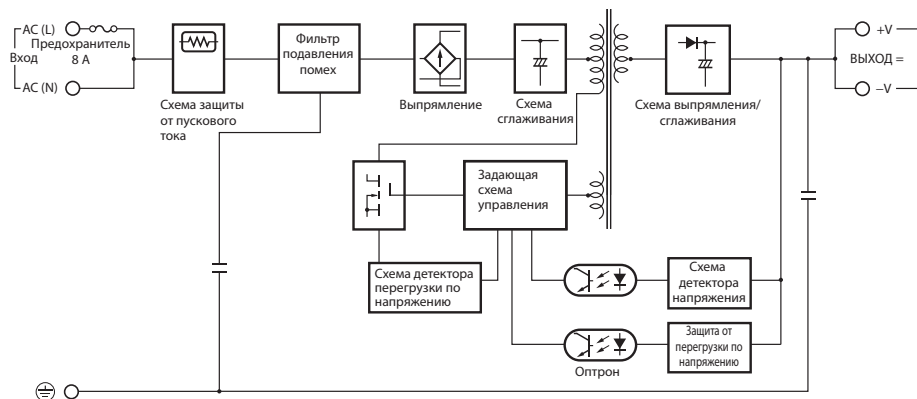 AC (L)
Предохранитель
Вход
8 А
AC (N)
Схема защиты
от пускового
тока
Фильтр
подавления
помех
Выпрямление
Схема
сглаживания
Схема выпрямления/
сглаживания
+V
ВЫХОД =
–V
Задающая
схема
управления
Схема детектора
перегрузки по
напряжению
Схема
детектора
напряжения
Защита от
перегрузки по
напряжению
Оптрон